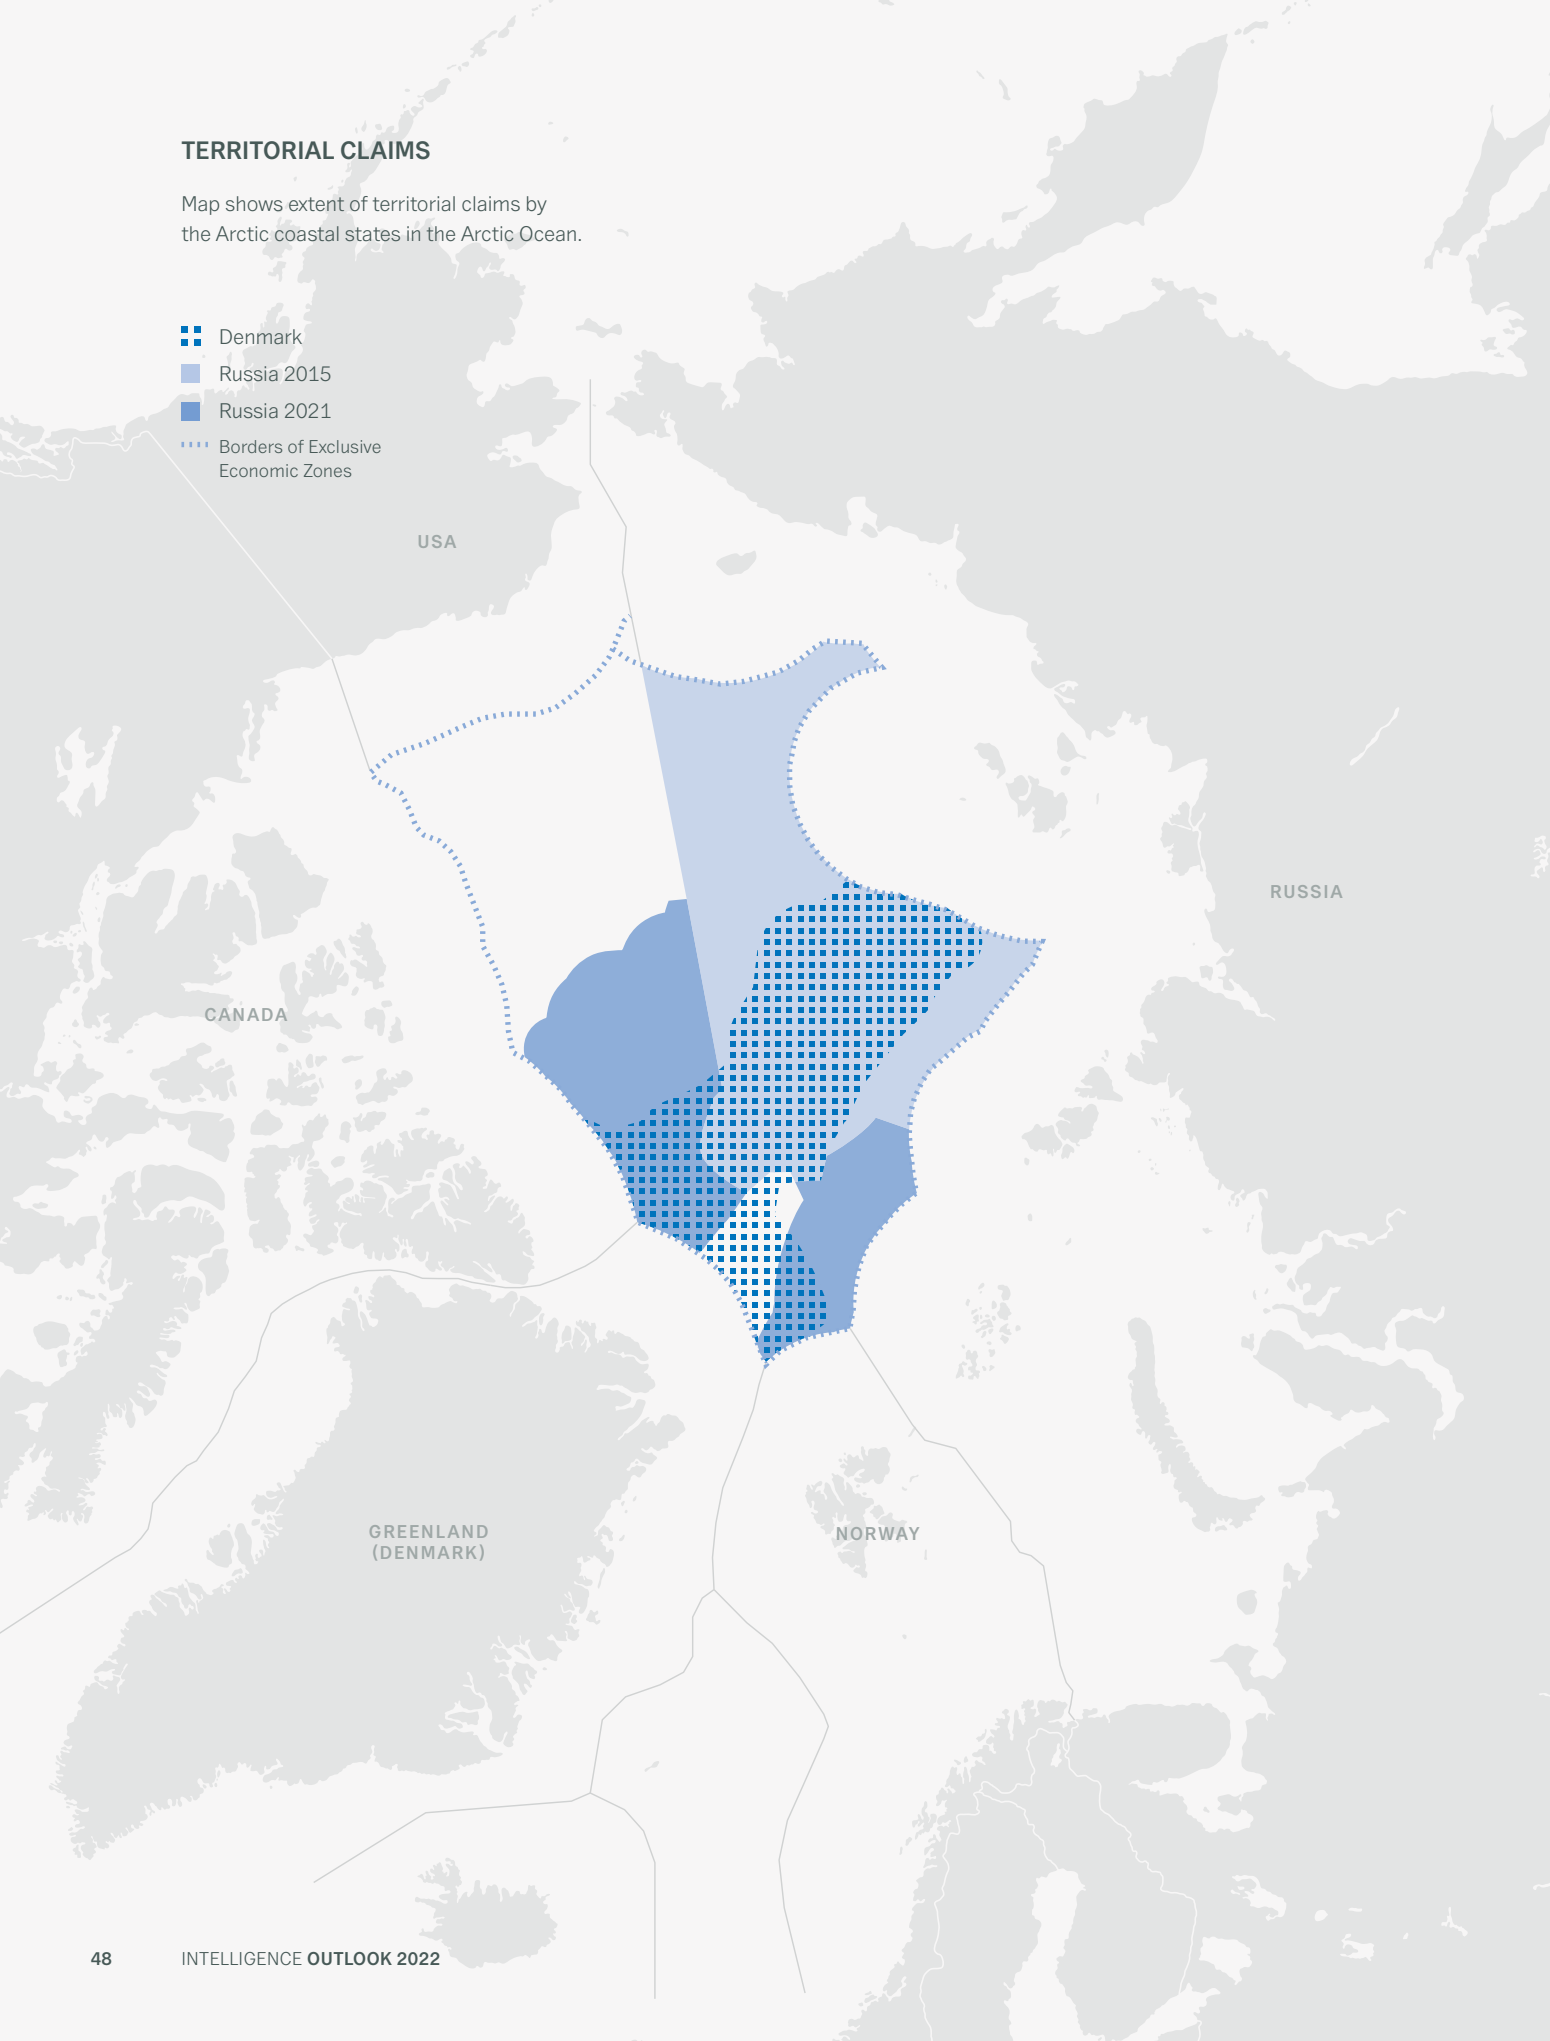 TERRITORIAL CLAIMS
Map shows extent of territorial claims by
the Arctic coastal states in the Arctic Ocean.
Denmark
Russia 2015
Russia 2021
Borders of Exclusive
Economic Zones
USA
RUSSIA
CANADA
GREENLAND
(DENMARK)
NORWAY
48 INTELLIGENCE OUTLOOK 2022